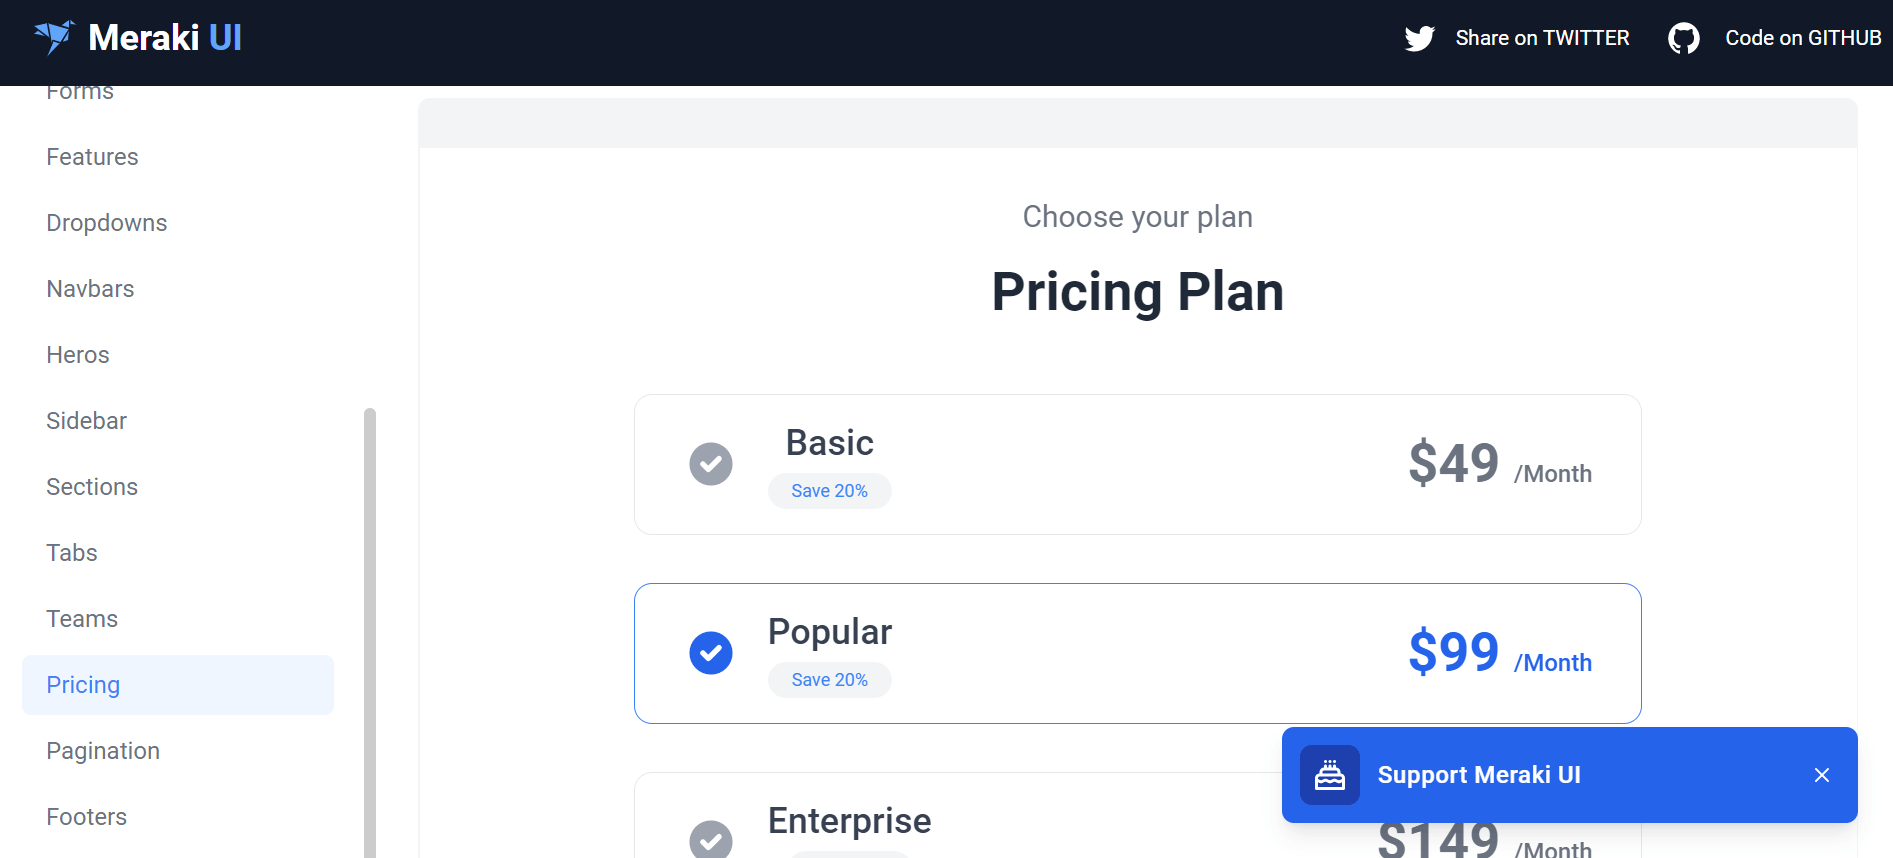 Meraki UI
Share on TWITTER
Code on GITHUB
Forms
Features
Dropdowns
Navbars
Heros
Sidebar
Sections
Tabs
Teams
Pricing
Pagination
Footers
Choose your plan
Pricing Plan
Basic
Save 20%
$49 /Month
Popular
Save 20%
$99 /Month
Enterprise
$149 /Month
Support Meraki UI